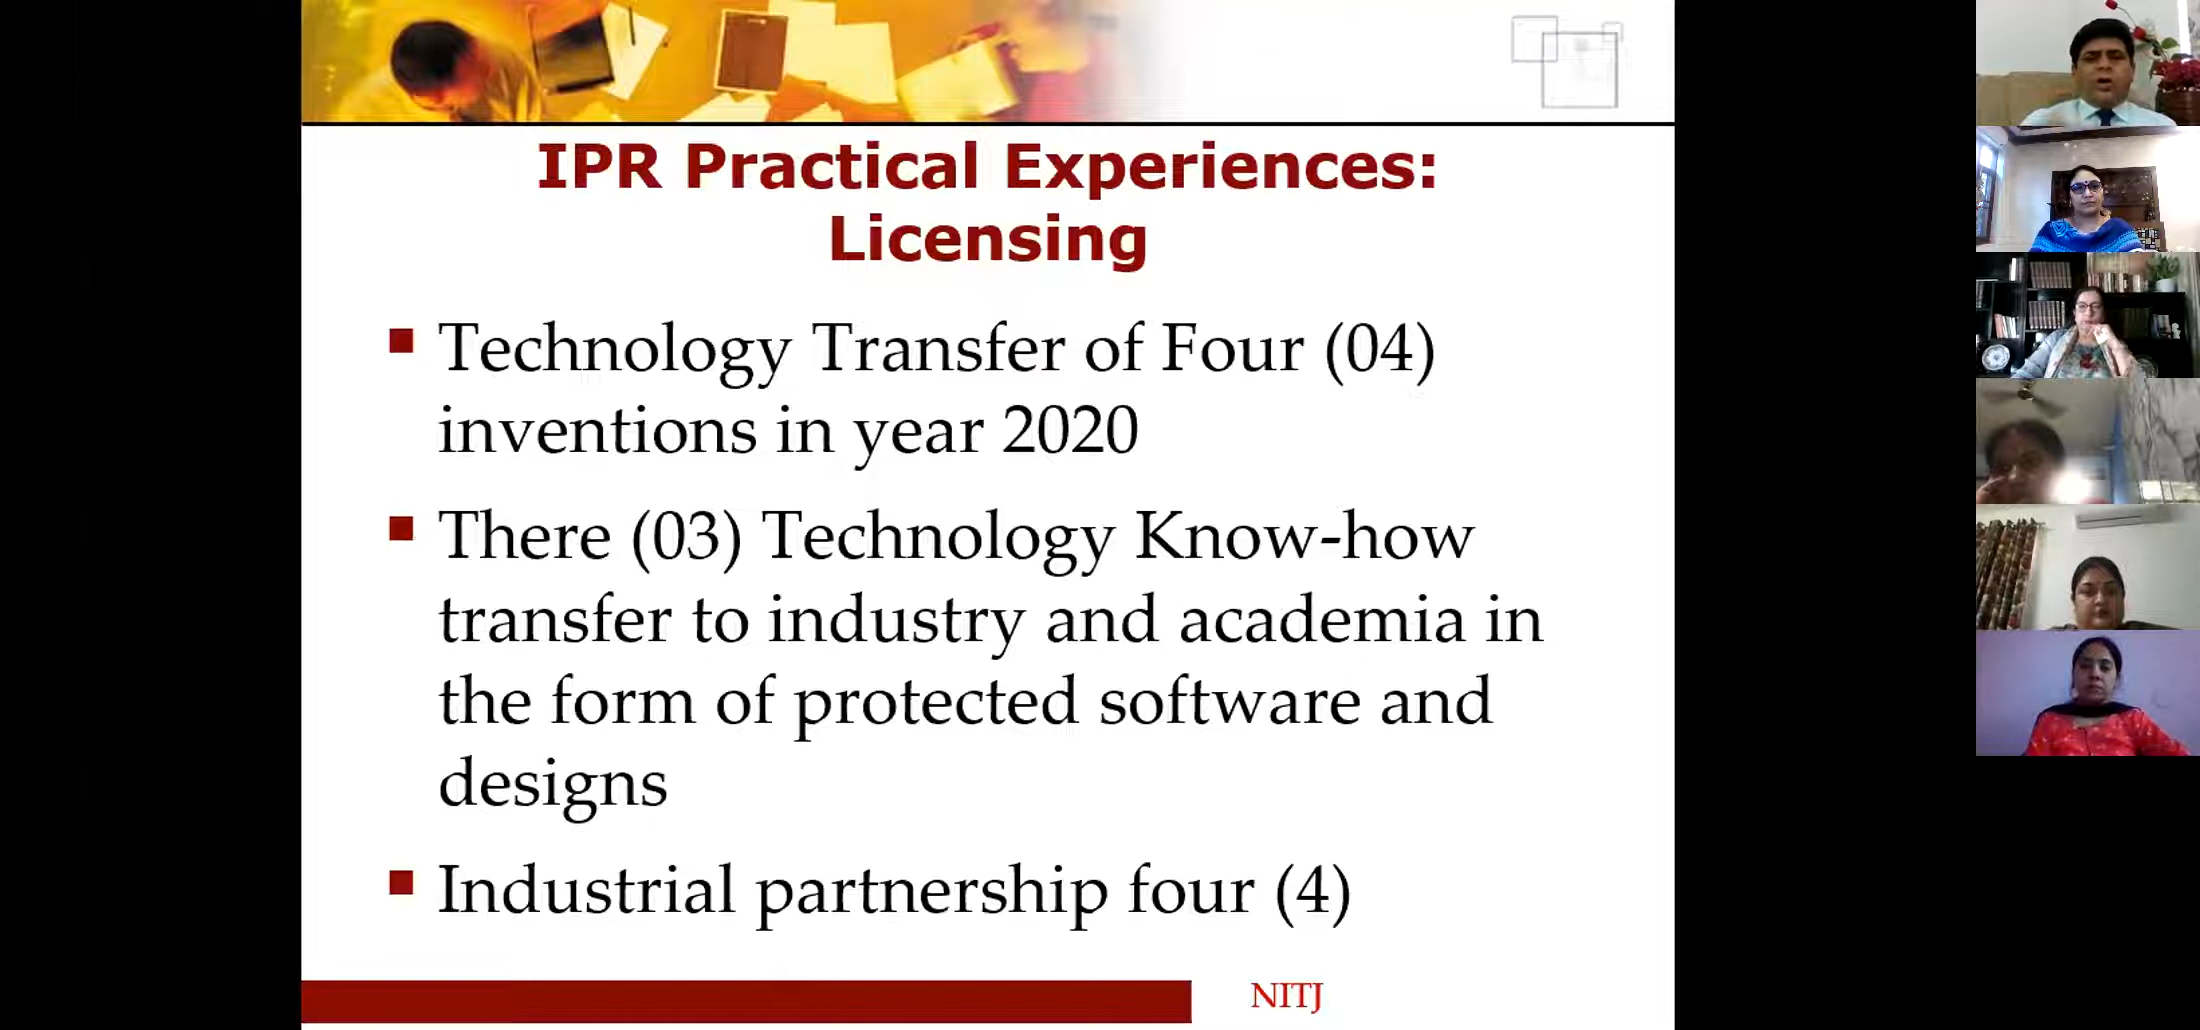 IPR Practical Experiences:
Licensing
Technology Transfer of Four (04)
inventions in year 2020
There (03) Technology Know-how
transfer to industry and academia in
the form of protected software and
designs
Industrial partnership four (4)
NITJ